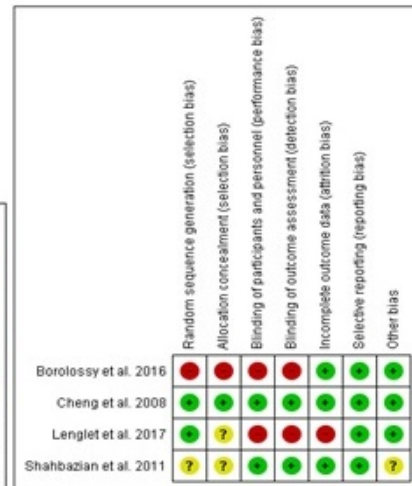 Random sequence generation (selection bias)
Allocation concealment (selection bias)
Blinding of participants and personnel (performance bias)
Blinding of outcome assessment (detection bias)
Incomplete outcome data (attrition bias)
Selective reporting (reporting bias)
Other bias
Borolossy et al. 2016 - - - - + + +
Cheng et al. 2008 + + + + + + +
Lenglet et al. 2017 + ? - - - + +
Shahbazian et al. 2011 ? ? + + + + ?